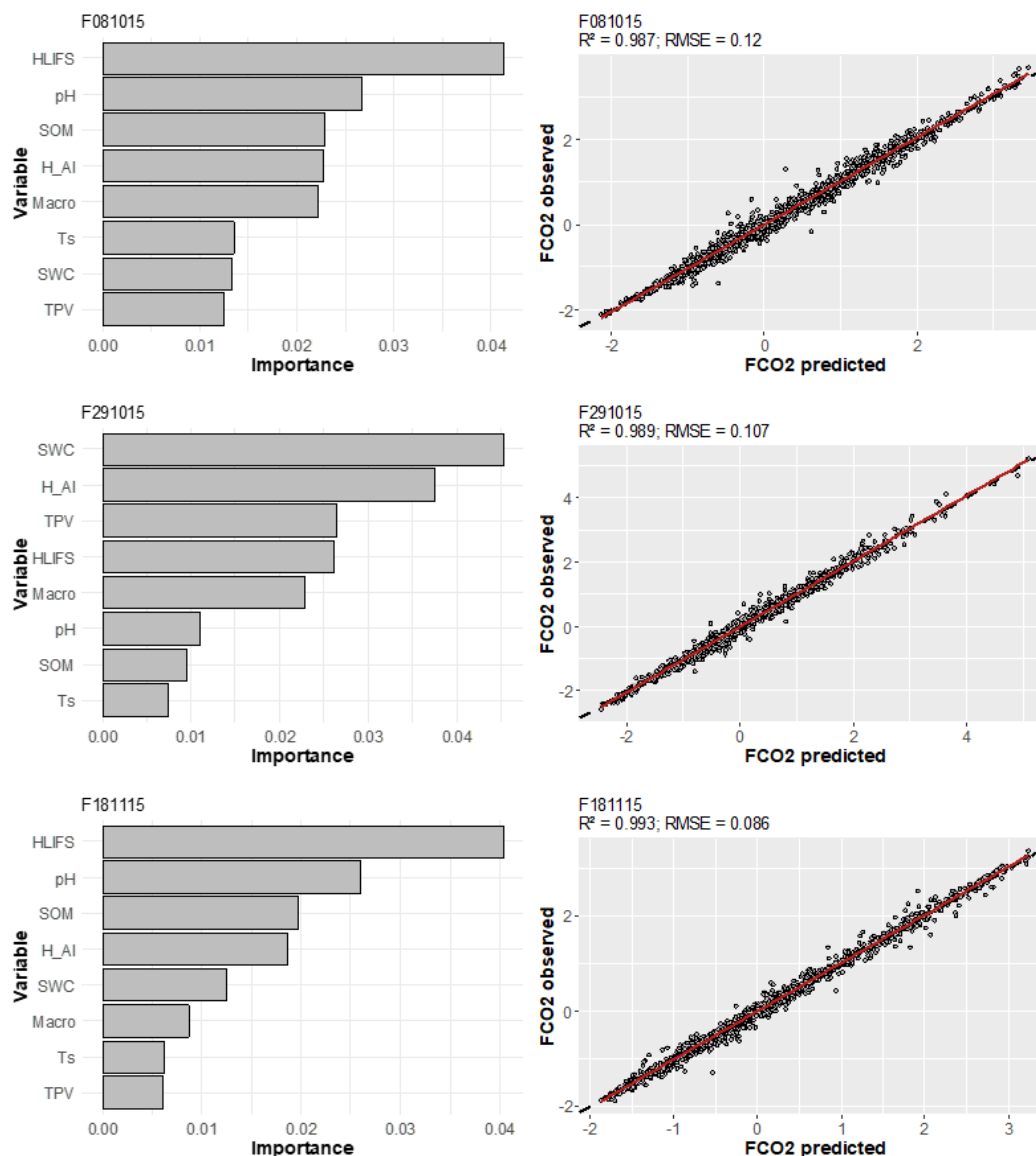 F081015
Variable
HLIFS
pH
SOM
H_AI
Macro
Ts
SWC
TPV
0.00 0.01 0.02 0.03 0.04
Importance
F081015
R² = 0.987; RMSE = 0.12
FCO2 observed
2
0
-2
-2 0 2
FCO2 predicted
F291015
Variable
SWC
H_AI
TPV
HLIFS
Macro
pH
SOM
Ts
0.00 0.01 0.02 0.03 0.04
Importance
F291015
R² = 0.989; RMSE = 0.107
FCO2 observed
4
2
0
-2
-2 0 2 4
FCO2 predicted
F181115
Variable
HLIFS
pH
SOM
H_AI
SWC
Macro
Ts
TPV
0.00 0.01 0.02 0.03 0.04
Importance
F181115
R² = 0.993; RMSE = 0.086
FCO2 observed
2
0
-2
-2 -1 0 1 2 3
FCO2 predicted